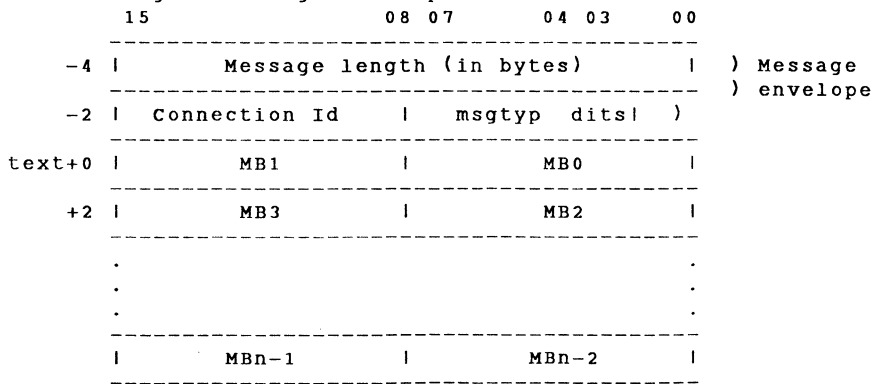 15 08 07 04 03 00
-4 | Message length (in bytes) | ) Message
) envelope
-2 | Connection Id | msgtyp dits| )
text+0 | MB1 | MB0 |
+2 | MB3 | MB2 |
. .
. .
. .
| MBn-1 | MBn-2 |